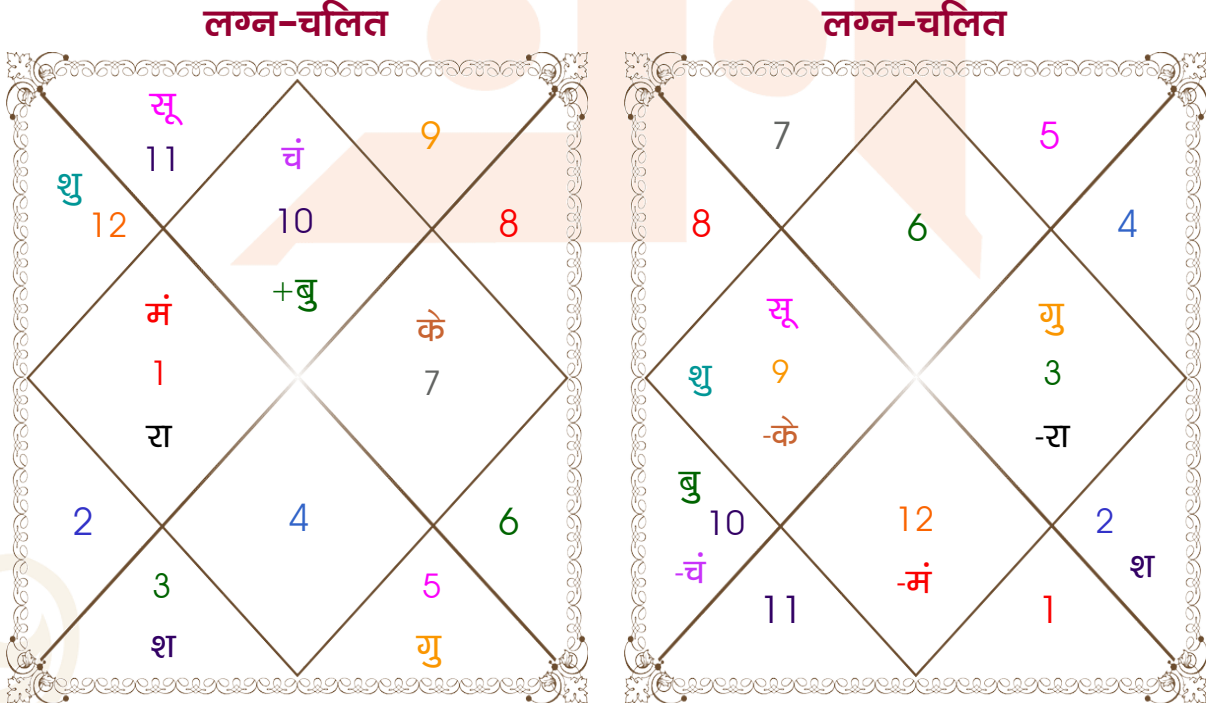 लग्न-चलित
सू
11
शु
12
चं
10
+बु
9
8
मं
1
रा
के
7
2
4
6
3
श
5
गु
लग्न-चलित
7
5
8
6
4
सू
शु
9
-के
गु
3
-रा
बु
10
-चं
12
-मं
2
श
11
1